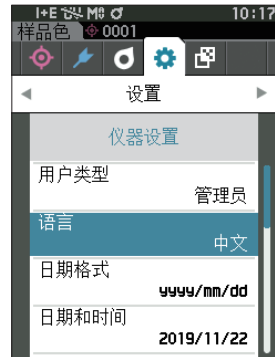 I+E M0 10:17
样品色 0001
设置
仪器设置
用户类型
管理员
语言
中文
日期格式
yyyy/mm/dd
日期和时间
2019/11/22